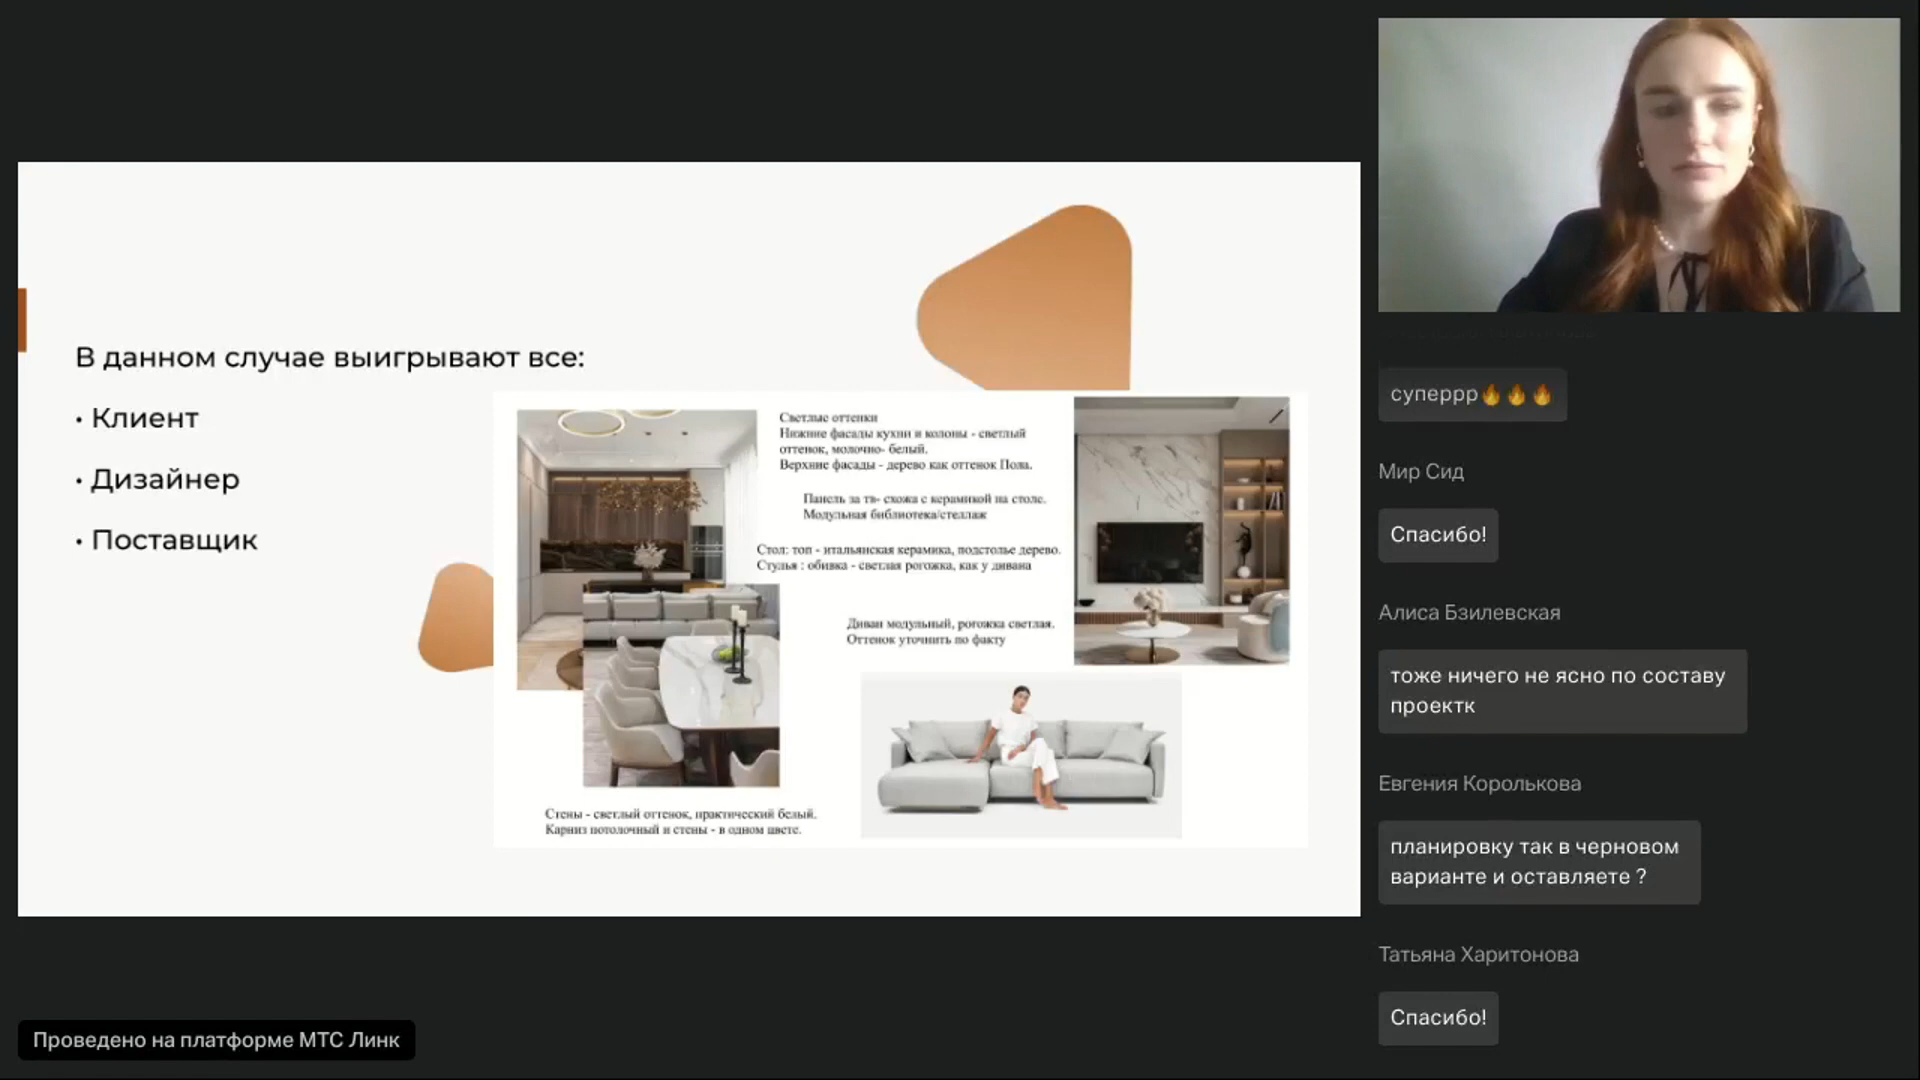 В данном случае выигрывают все:
• Клиент
• Дизайнер
• Поставщик
Светлые оттенки
Нижние фасады кухни и колоны - светлый
оттенок, молочно- белый.
Верхние фасады - дерево как оттенок Пола.
Панель за тв- схожа с керамикой на столе.
Модульная библиотека/стеллаж
Стол: топ - итальянская керамика, подстолье дерево.
Стулья : обивка - светлая рогожка, как у дивана
Диван модульный, рогожка светлая.
Оттенок уточнить по факту
Стены - светлый оттенок, практический белый.
Карниз потолочный и стены - в одном цвете.
Проведено на платформе МТС Линк
суперрр🔥🔥🔥
Мир Сид
Спасибо!
Алиса Бзилевская
тоже ничего не ясно по составу
проектк
Евгения Королькова
планировку так в черновом
варианте и оставляете ?
Татьяна Харитонова
Спасибо!